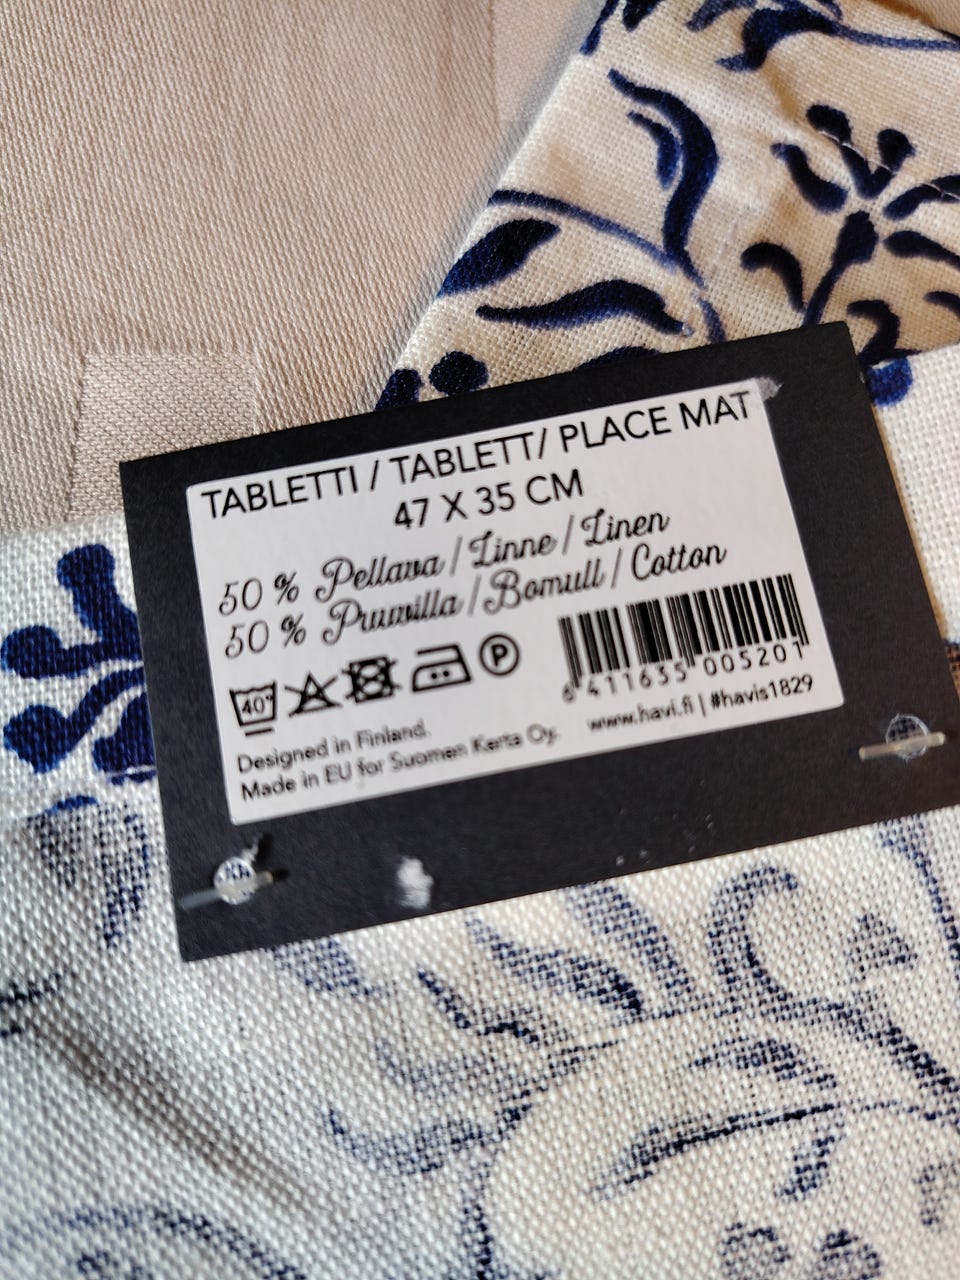 TABLETTI / TABLETT/ PLACE MAT
47 X 35 CM
50 % Pellava / Linne / Linen
50 % Puuvilla / Bomull / Cotton
40° P
6 411635 005201
Designed in Finland.
Made in EU for Suomen Kerta Oy.
www.havi.fi | #havis1829